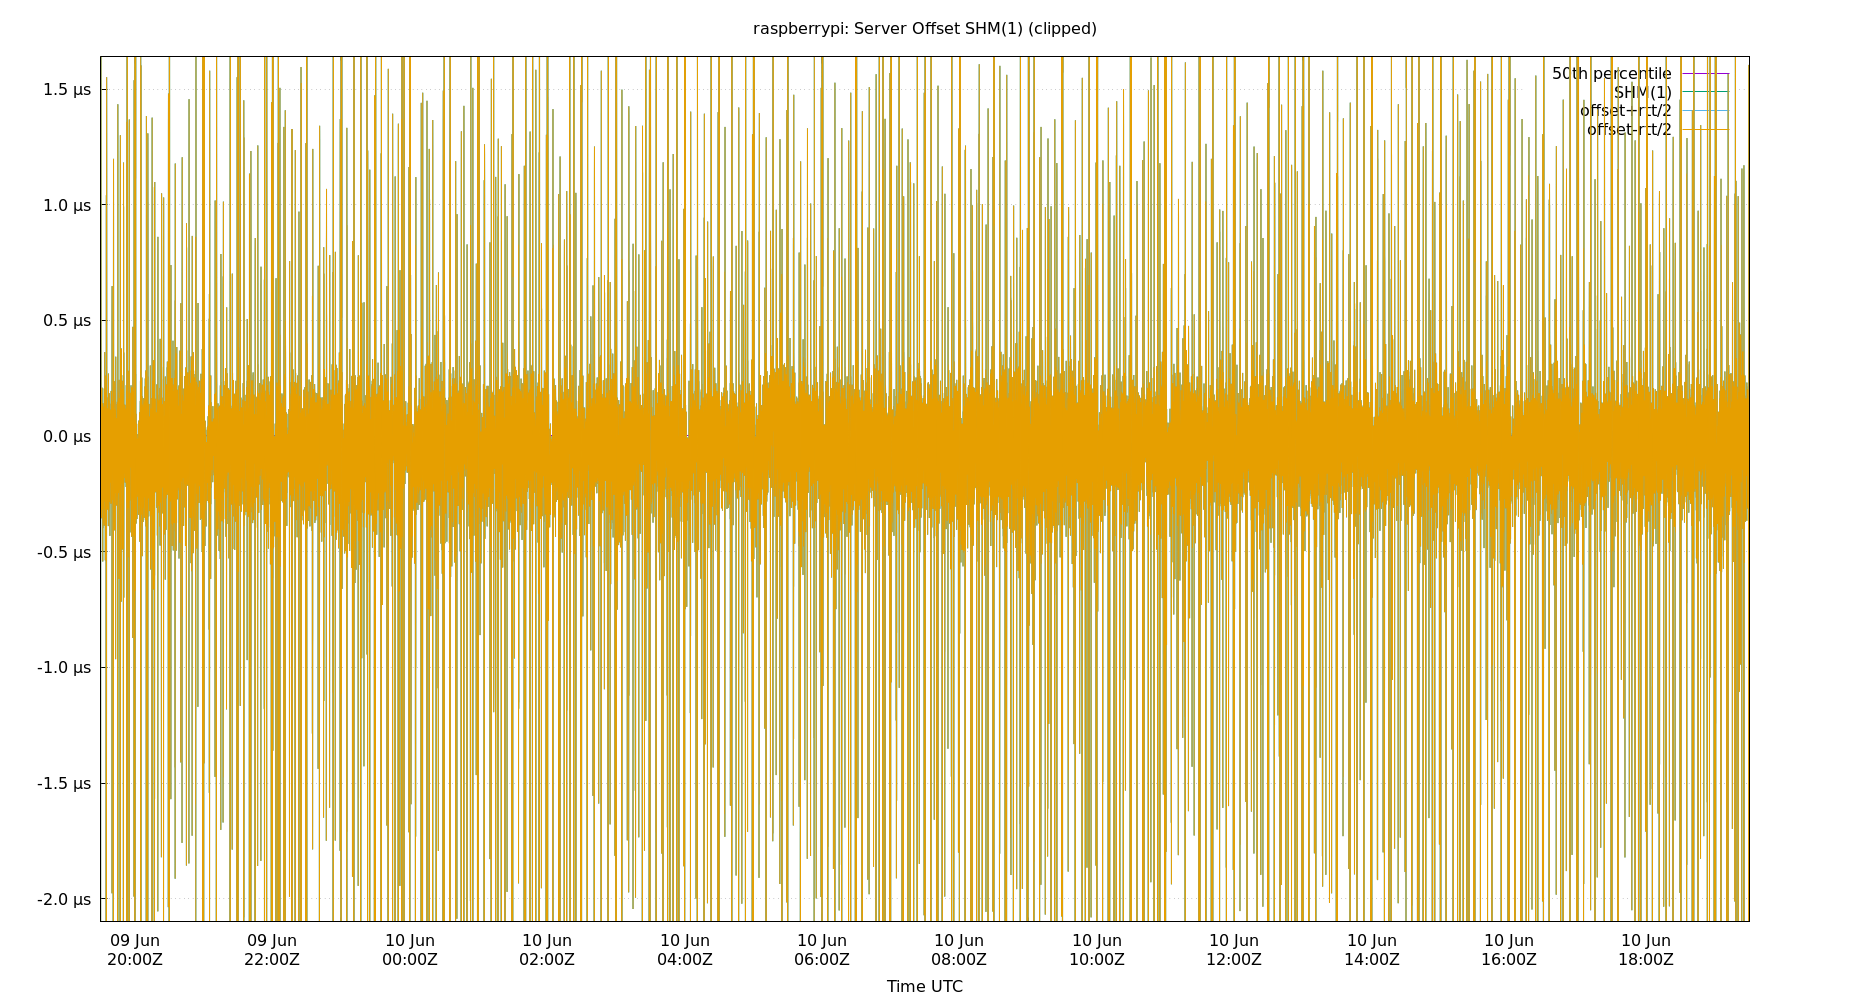 raspberrypi: Server Offset SHM(1) (clipped)
50th percentile
SHM(1)
offset+rtt/2
offset-rtt/2
1.5 µs
1.0 µs
0.5 µs
0.0 µs
-0.5 µs
-1.0 µs
-1.5 µs
-2.0 µs
09 Jun 09 Jun 10 Jun 10 Jun 10 Jun 10 Jun 10 Jun 10 Jun 10 Jun 10 Jun 10 Jun 10 Jun
20:00Z 22:00Z 00:00Z 02:00Z 04:00Z 06:00Z 08:00Z 10:00Z 12:00Z 14:00Z 16:00Z 18:00Z
Time UTC